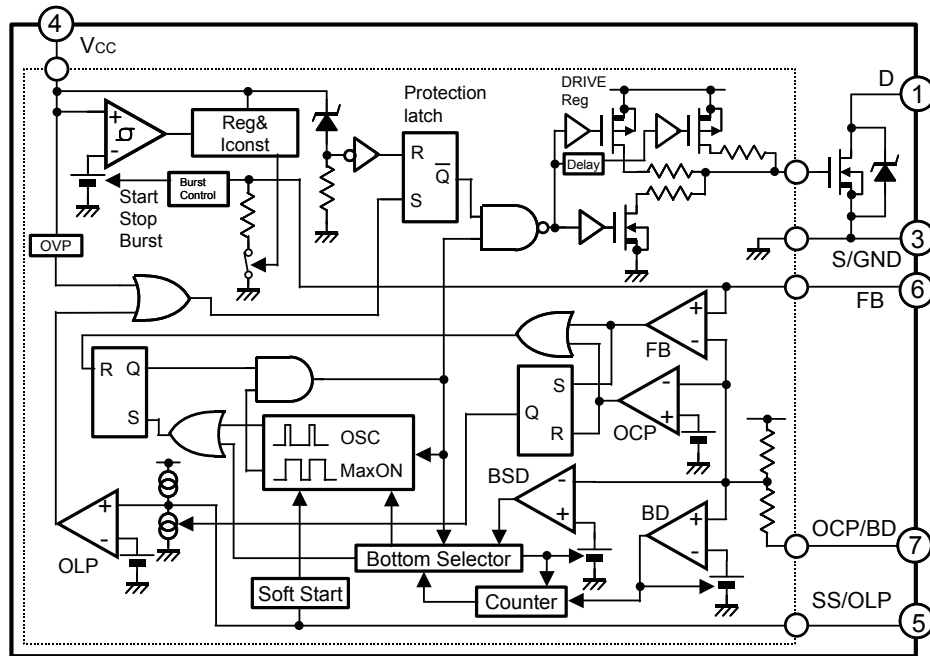 4
VCC
D
1
DRIVE
Reg
Protection
latch
+
-
Reg&
Iconst
R
Q
S
Delay
Burst
Control
Start
Stop
Burst
OVP
3
S/GND
6
FB
+
-
FB
R
Q
S
S
Q
R
-
+
OCP
OSC
MaxON
BSD
-
+
BD
+
-
+
-
OLP
Bottom Selector
OCP/BD
7
Soft Start
Counter
SS/OLP
5